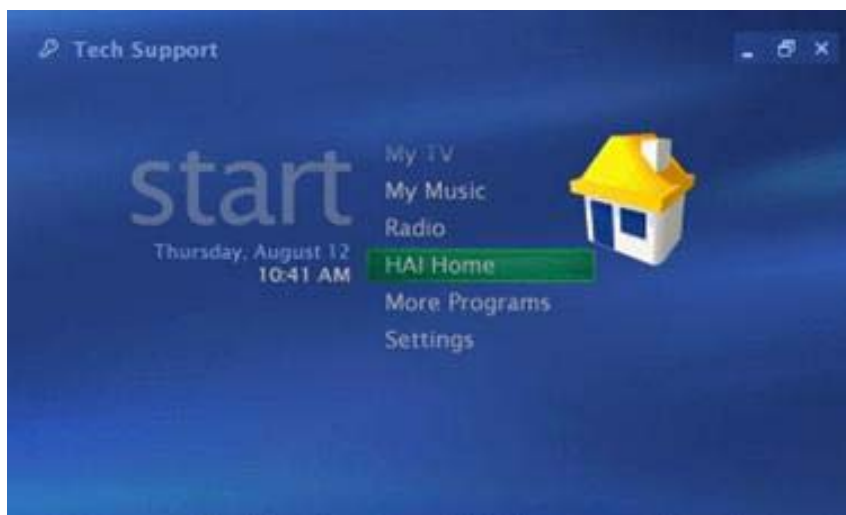 Tech Support
start
Thursday, August 12
10:41 AM
My TV
My Music
Radio
HAI Home
More Programs
Settings